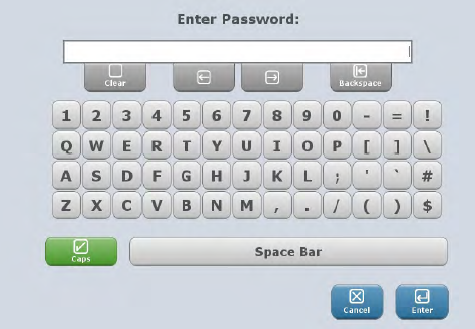 Enter Password:
Clear Backspace
1 2 3 4 5 6 7 8 9 0 - = !
Q W E R T Y U I O P [ ] \
A S D F G H J K L ; ' ` #
Z X C V B N M , . / ( ) $
Caps Space Bar
Cancel Enter